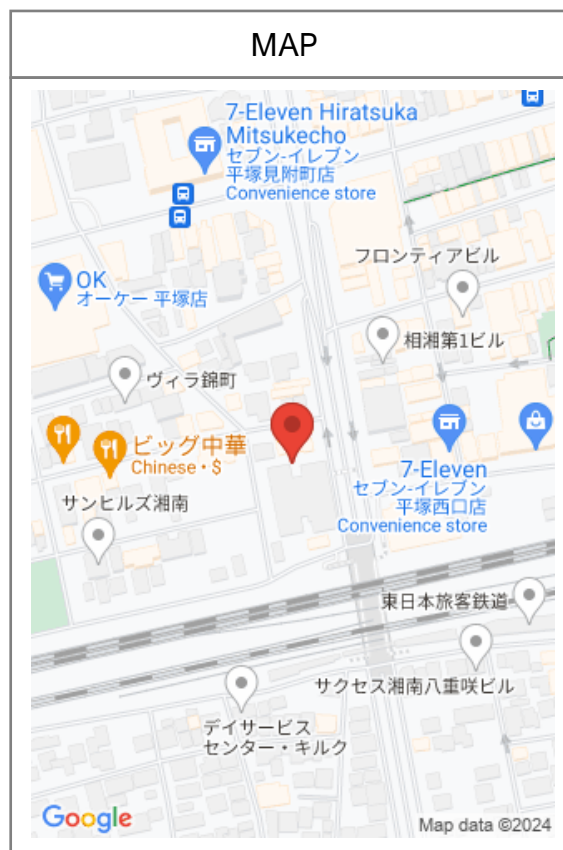 MAP
7-Eleven Hiratsuka
Mitsukecho
セブン-イレブン
平塚見附町店
Convenience store
フロンティアビル
OK
オーケー 平塚店
相湘第1ビル
ヴィラ錦町
ビッグ中華
Chinese・$
7-Eleven
セブン-イレブン
平塚西口店
Convenience store
サンヒルズ湘南
東日本旅客鉄道
サクセス湘南八重咲ビル
デイサービス
センター・キルク
Google
Map data ©2024